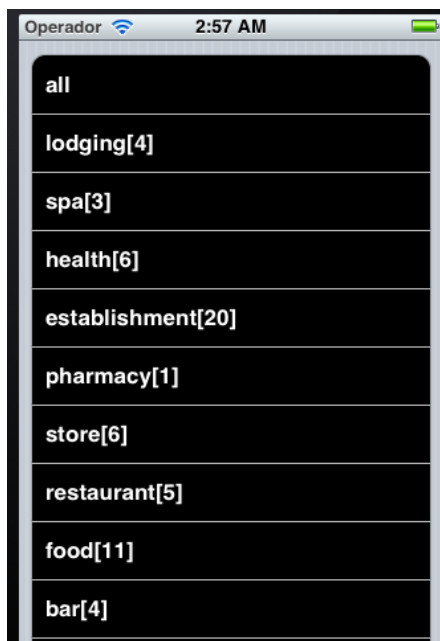 Operador 2:57 AM
all
lodging[4]
spa[3]
health[6]
establishment[20]
pharmacy[1]
store[6]
restaurant[5]
food[11]
bar[4]